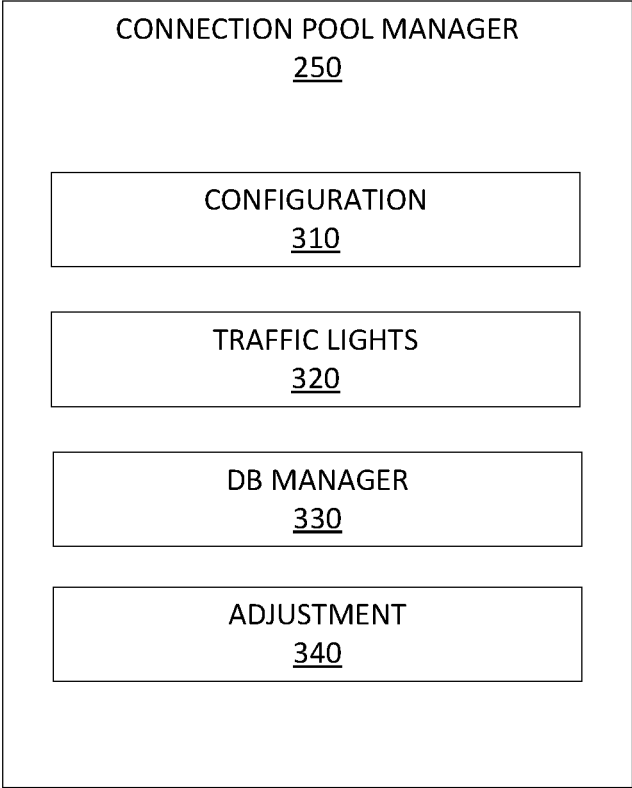 CONNECTION POOL MANAGER
250
CONFIGURATION
310
TRAFFIC LIGHTS
320
DB MANAGER
330
ADJUSTMENT
340